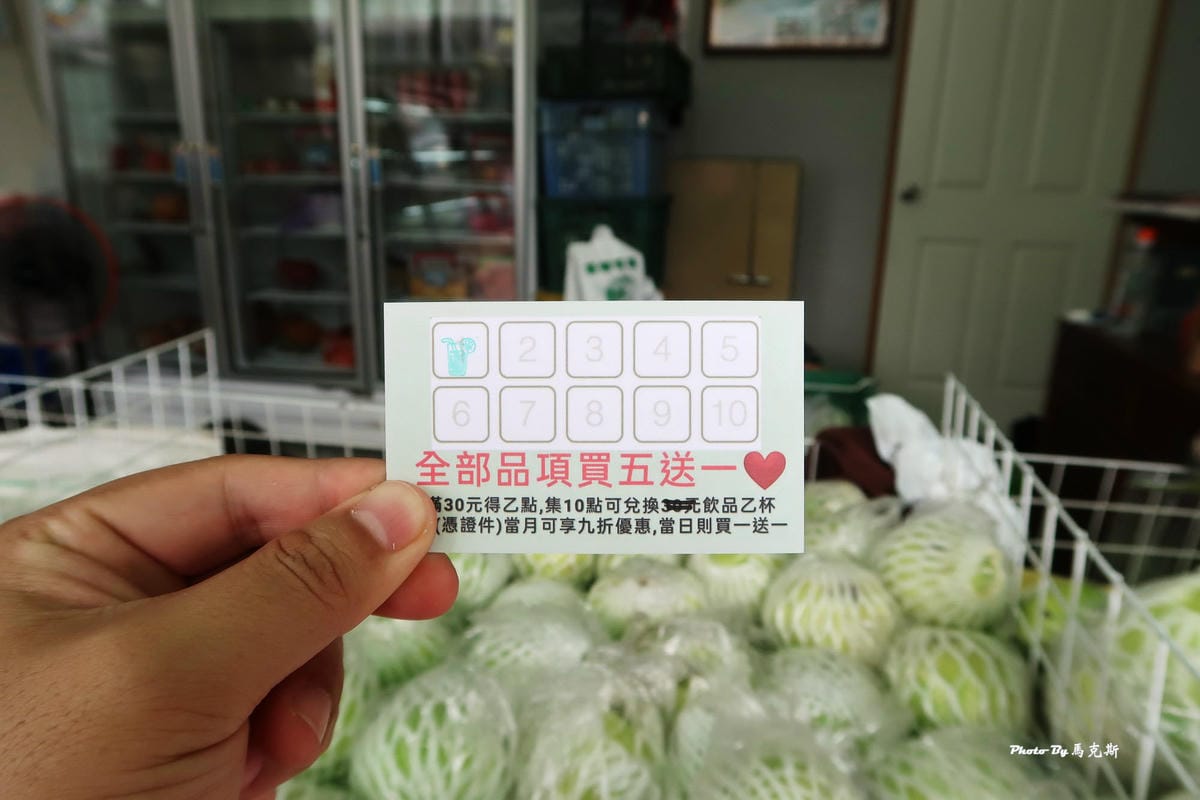 2 3 4 5
6 7 8 9 10
全部品項買五送一
滿30元得乙點,集10點可兌換30元飲品乙杯
(憑證件)當月可享九折優惠,當日則買一送一
Photo By 馬克斯